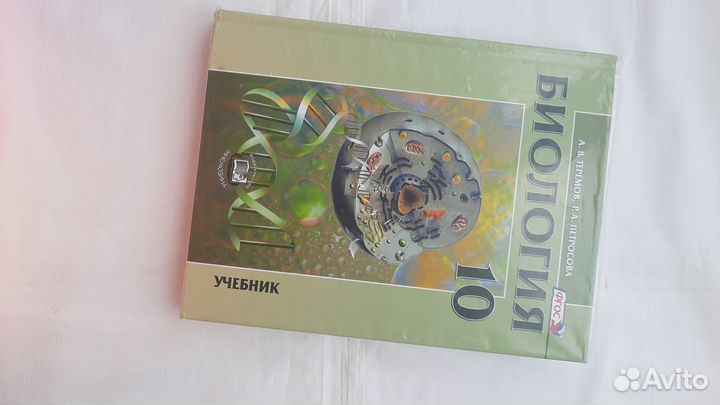 А. В. ТЕРЕМОВ, Р. А. ПЕТРОСОВА
БИОЛОГИЯ
ФГОС
10
УЧЕБНИК
Avito